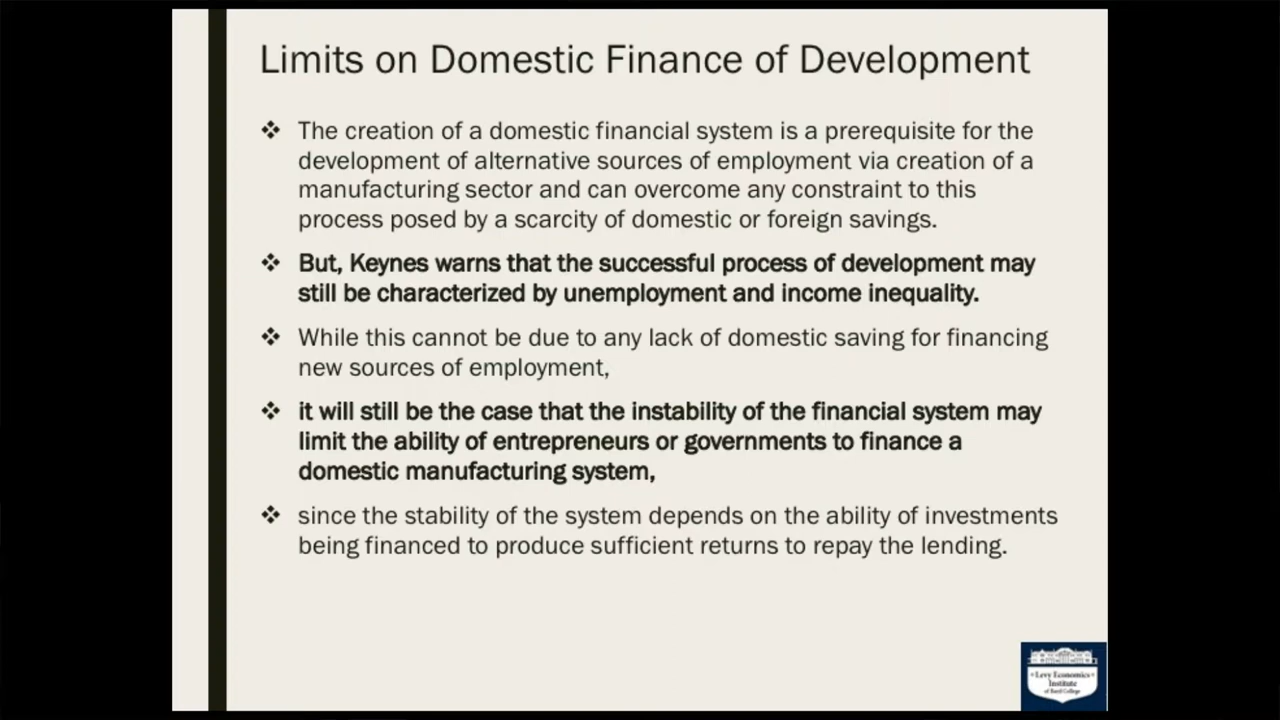 Limits on Domestic Finance of Development
❖ The creation of a domestic financial system is a prerequisite for the
development of alternative sources of employment via creation of a
manufacturing sector and can overcome any constraint to this
process posed by a scarcity of domestic or foreign savings.
❖ But, Keynes warns that the successful process of development may
still be characterized by unemployment and income inequality.
❖ While this cannot be due to any lack of domestic saving for financing
new sources of employment,
❖ it will still be the case that the instability of the financial system may
limit the ability of entrepreneurs or governments to finance a
domestic manufacturing system,
❖ since the stability of the system depends on the ability of investments
being financed to produce sufficient returns to repay the lending.
Levy Economics
Institute
of Bard College